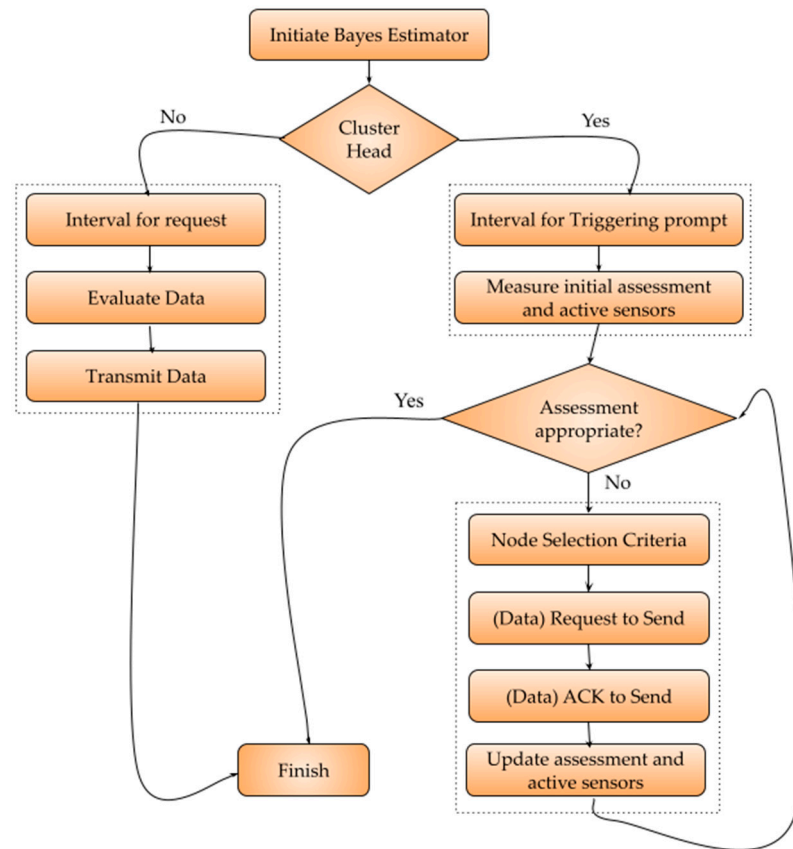 Initiate Bayes Estimator
No
Cluster
Head
Yes
Interval for request
Interval for Triggering prompt
Evaluate Data
Measure initial assessment
and active sensors
Transmit Data
Yes
Assessment
appropriate?
No
Node Selection Criteria
(Data) Request to Send
(Data) ACK to Send
Finish
Update assessment and
active sensors